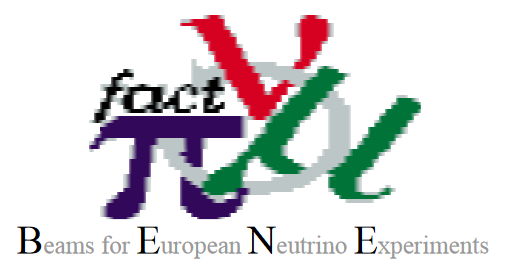 fact
ν
π μ
Beams for European Neutrino Experiments